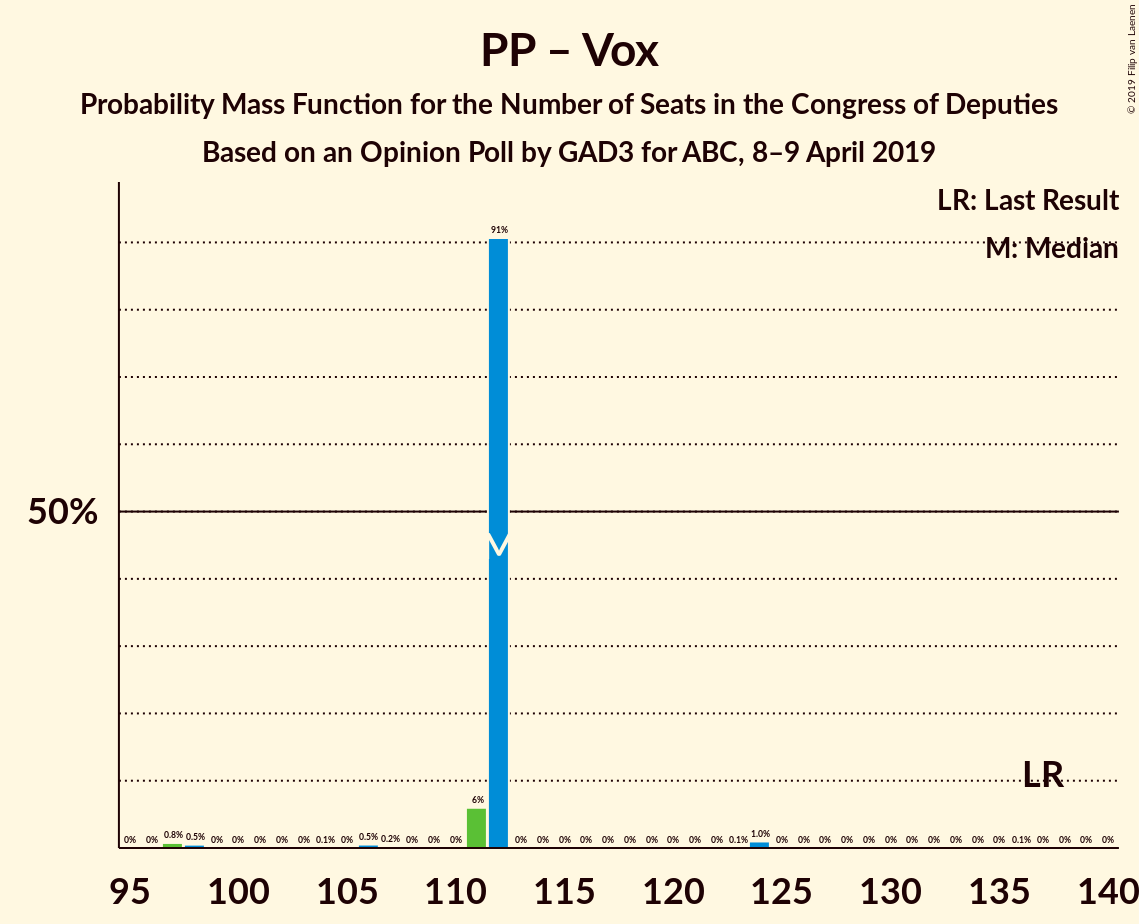 PP – Vox
Probability Mass Function for the Number of Seats in the Congress of Deputies
Based on an Opinion Poll by GAD3 for ABC, 8–9 April 2019
© 2019 Filip van Laenen
LR: Last Result
M: Median
91%
50%
LR
6%
0% 0% 0.8% 0.5% 0% 0% 0% 0% 0% 0.1% 0% 0.5% 0.2% 0% 0% 0% 0% 0% 0% 0% 0% 0% 0% 0% 0% 0% 0.1% 1.0% 0% 0% 0% 0% 0% 0% 0% 0% 0% 0% 0% 0.1% 0% 0% 0% 0%
95 100 105 110 115 120 125 130 135 140